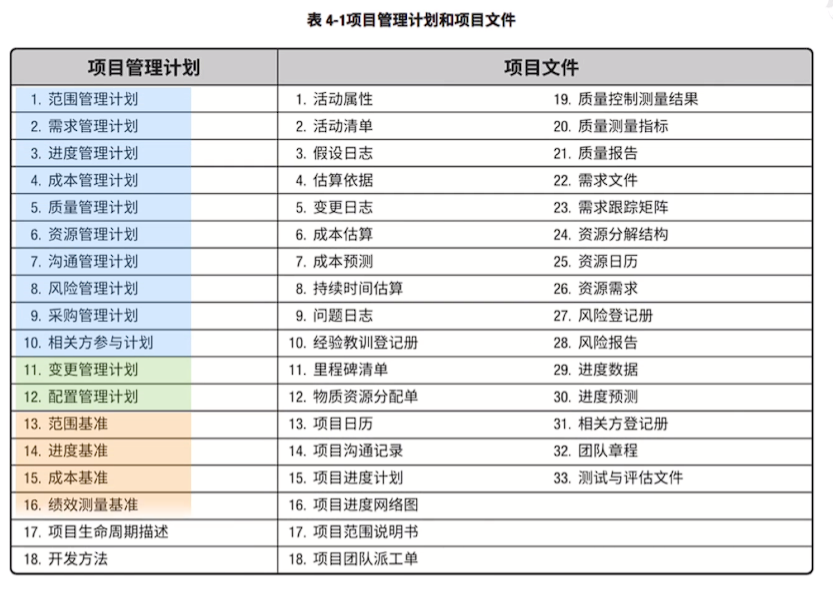 表 4-1项目管理计划和项目文件
项目管理计划 项目文件
1. 范围管理计划 1. 活动属性 19. 质量控制测量结果
2. 需求管理计划 2. 活动清单 20. 质量测量指标
3. 进度管理计划 3. 假设日志 21. 质量报告
4. 成本管理计划 4. 估算依据 22. 需求文件
5. 质量管理计划 5. 变更日志 23. 需求跟踪矩阵
6. 资源管理计划 6. 成本估算 24. 资源分解结构
7. 沟通管理计划 7. 成本预测 25. 资源日历
8. 风险管理计划 8. 持续时间估算 26. 资源需求
9. 采购管理计划 9. 问题日志 27. 风险登记册
10. 相关方参与计划 10. 经验教训登记册 28. 风险报告
11. 变更管理计划 11. 里程碑清单 29. 进度数据
12. 配置管理计划 12. 物质资源分配单 30. 进度预测
13. 范围基准 13. 项目日历 31. 相关方登记册
14. 进度基准 14. 项目沟通记录 32. 团队章程
15. 成本基准 15. 项目进度计划 33. 测试与评估文件
16. 绩效测量基准 16. 项目进度网络图
17. 项目生命周期描述 17. 项目范围说明书
18. 开发方法 18. 项目团队派工单